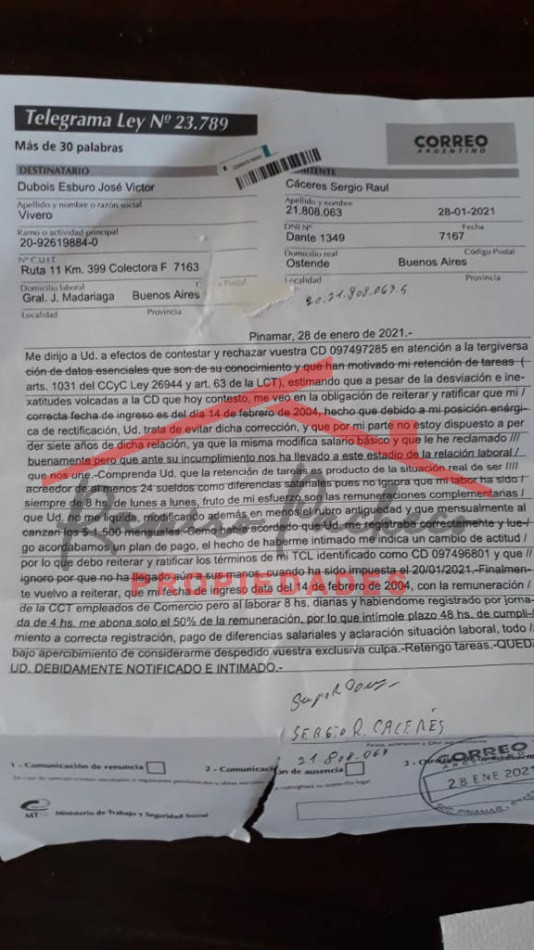 Telegrama Ley Nº 23.789
Más de 30 palabras
CORREO
ARGENTINO
DESTINATARIO
Dubois Esburo José Victor
Cáceres Sergio Raul
Apellido y nombre o razón social
Apellido y nombre
Vivero
21.808.063 28-01-2021
Ramo o actividad principal
DNI Nº Fecha
20-92619884-0
Dante 1349 7167
Nº C.U.I.T.
Domicilio real Código Postal
Ruta 11 Km. 399 Colectora F 7163
Ostende Buenos Aires
Domicilio laboral Postal
Localidad Provincia
Gral. J. Madariaga Buenos Aires
Localidad Provincia
20.21.808.063.5
Pinamar, 28 de enero de 2021.-
Me dirijo a Ud. a efectos de contestar y rechazar vuestra CD 097497285 en atención a la tergiversa
ción de datos esenciales que son de su conocimiento y que han motivado mi retención de tareas (
arts. 1031 del CCyC Ley 26944 y art. 63 de la LCT), estimando que a pesar de la desviación e ine-
xatitudes volcadas a la CD que hoy contesto, me veo en la obligación de reiterar y ratificar que mi /
correcta fecha de ingreso es del día 14 de febrero de 2004, hecho que debido a mi posición enérgi-
ca de rectificación, Ud. trata de evitar dicha corrección, y que por mi parte no estoy dispuesto a per
der siete años de dicha relación, ya que la misma modifica salario básico y que le he reclamado ///
buenamente pero que ante su incumplimiento nos ha llevado a este estadio de la relación laboral /
que nos une.-Comprenda Ud. que la retención de tareas es producto de la situación real de ser ////
acreedor de al menos 24 sueldos como diferencias salariales pues no ignora que mi labor ha sido /
siempre de 8 hs de lunes a lunes, fruto de mi esfuerzo son las remuneraciones complementarias /
que Ud. no me liquida, modificando además en menos el rubro antiguedad y que mensualmente al
canzan los $ 1.500 mensuales.-Como había acordado que Ud. me registraba correctamente y lue-/
go acordabamos un plan de pago, el hecho de haberme intimado me indica un cambio de actitud /
por lo que debo reiterar y ratificar los términos de mi TCL identificado como CD 097496801 y que //
ignoro por que no ha llegado a su conocimiento, cuando ha sido impuesta el 20/01/2021.-Finalmen-
te vuelvo a reiterar, que mi fecha de ingreso data del 14 de febrero de 2004, con la remuneración /
de la CCT empleados de Comercio pero al laborar 8 hs. diarias y habiendome registrado por jorna-
da de 4 hs. me abona solo el 50% de la remuneración, por lo que intímole plazo 48 hs. de cumpli-
miento a correcta registración, pago de diferencias salariales y aclaración situación laboral, todo /
bajo apercibimiento de considerarme despedido vuestra exclusiva culpa.-Retengo tareas.-QUEDA
UD. DEBIDAMENTE NOTIFICADO E INTIMADO.-
PROPIEDADES
SERGIO R. CACERES
21.808.063
1 - Comunicación de renuncia
2 - Comunicación de ausencia
CORREO
ARGENTINO
28 ENE 2021
Ministerio de Trabajo y Seguridad Social